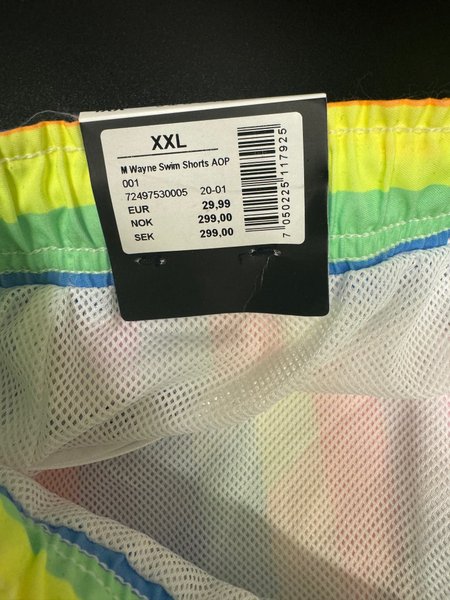 XXL
M Wayne Swim Shorts AOP
001
72497530005 20-01
EUR 29,99
NOK 299,00
SEK 299,00
7 050225 117925